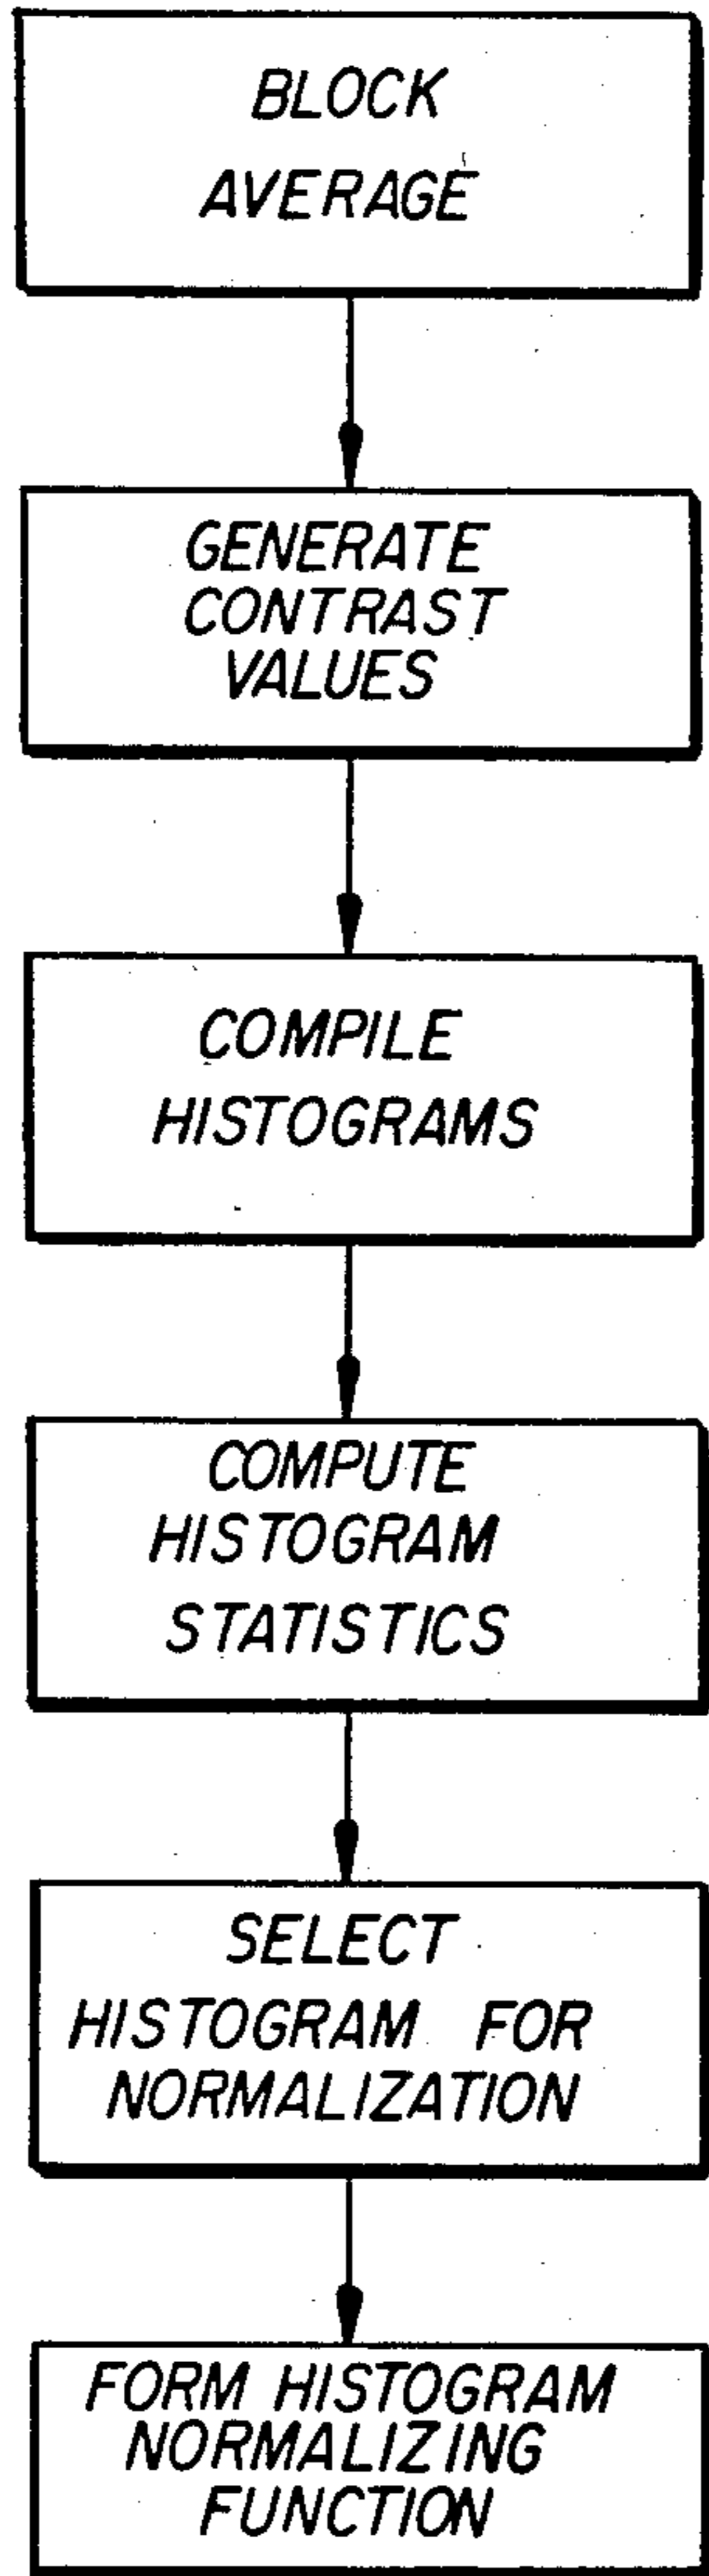 BLOCK
AVERAGE
GENERATE
CONTRAST
VALUES
COMPILE
HISTOGRAMS
COMPUTE
HISTOGRAM
STATISTICS
SELECT
HISTOGRAM FOR
NORMALIZATION
FORM HISTOGRAM
NORMALIZING
FUNCTION